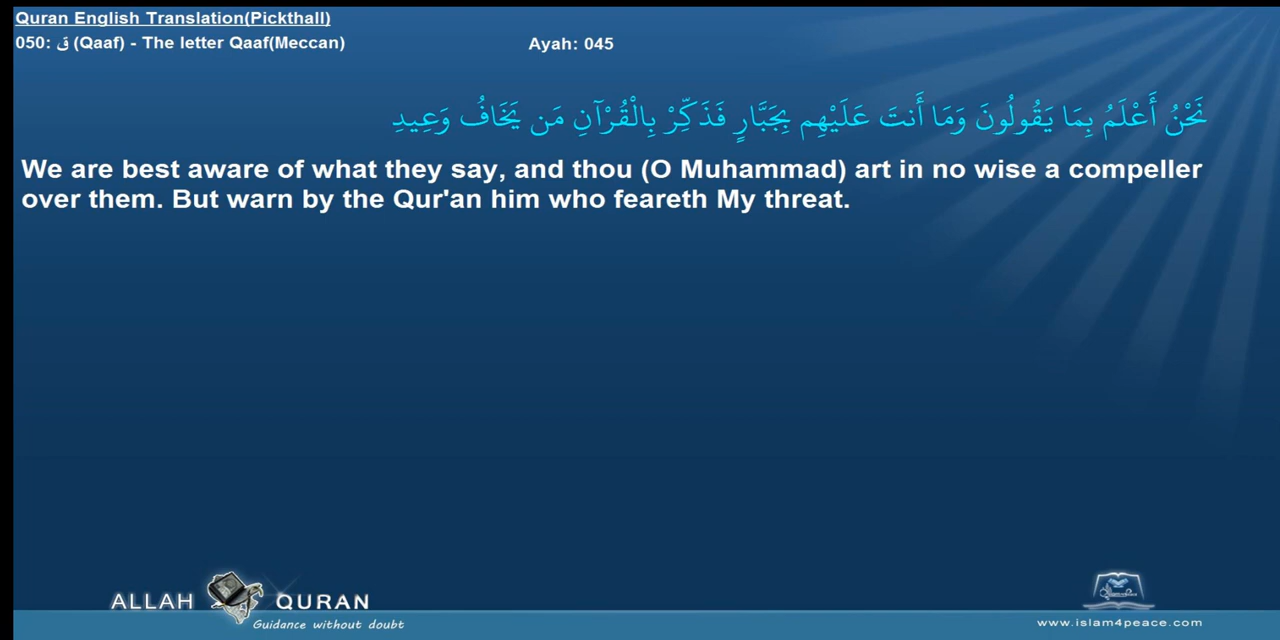 Quran English Translation(Pickthall)
050: ق (Qaaf) - The letter Qaaf(Meccan) Ayah: 045
نَحْنُ أَعْلَمُ بِمَا يَقُولُونَ وَمَا أَنتَ عَلَيْهِم بِجَبَّارٍ فَذَكِّرْ بِالْقُرْآنِ مَن يَخَافُ وَعِيدِ
We are best aware of what they say, and thou (O Muhammad) art in no wise a compeller
over them. But warn by the Qur'an him who feareth My threat.
ALLAH QURAN
Guidance without doubt
www.islam4peace.com